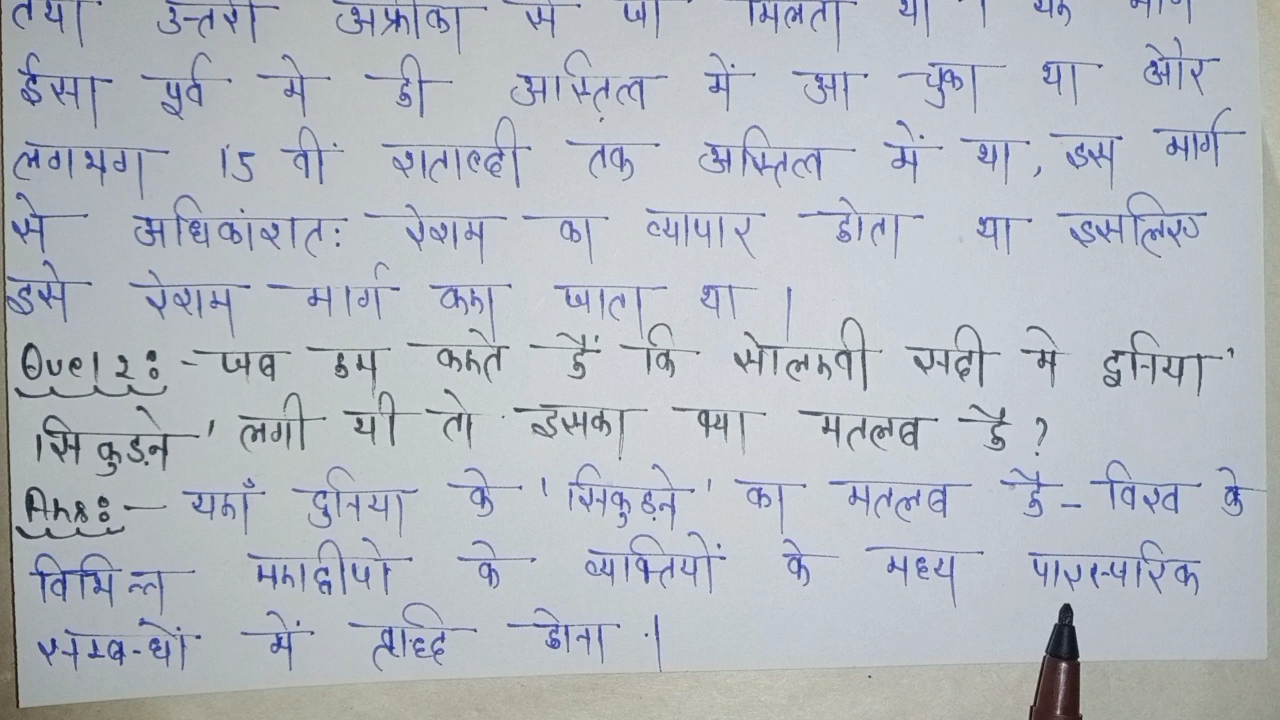 तथा उत्तरी अफ्रीका से जा मिलता था । यह मार्ग
ईसा पूर्व मे ही अस्तित्व में आ चुका था और
लगभग 15 वीं शताब्दी तक अस्तित्व में था, इस मार्ग
से अधिकांशतः रेशम का व्यापार होता था इसलिए
इसे रेशम मार्ग कहा जाता था |
Que 2 :- जब हम कहते हैं कि सोलहवी सदी मे दुनिया '
सिकुड़ने ' लगी थी तो इसका क्या मतलब है ?
Ans :- यहाँ दुनिया के ' सिकुड़ने ' का मतलब है - विश्व के
विभिन्न महाद्वीपो के व्यक्तियों के मध्य पारस्पारिक
सम्बन्धों में वृद्धि होना |